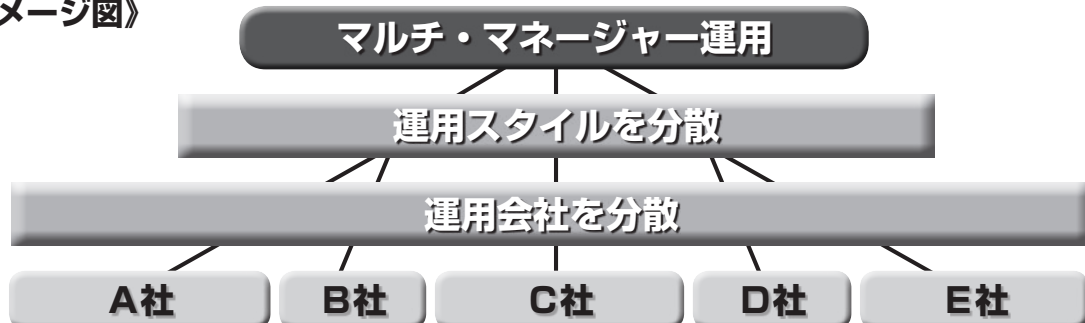 メージ図》
マルチ・マネージャー運用
運用スタイルを分散
運用会社を分散
A社 B社 C社 D社 E社